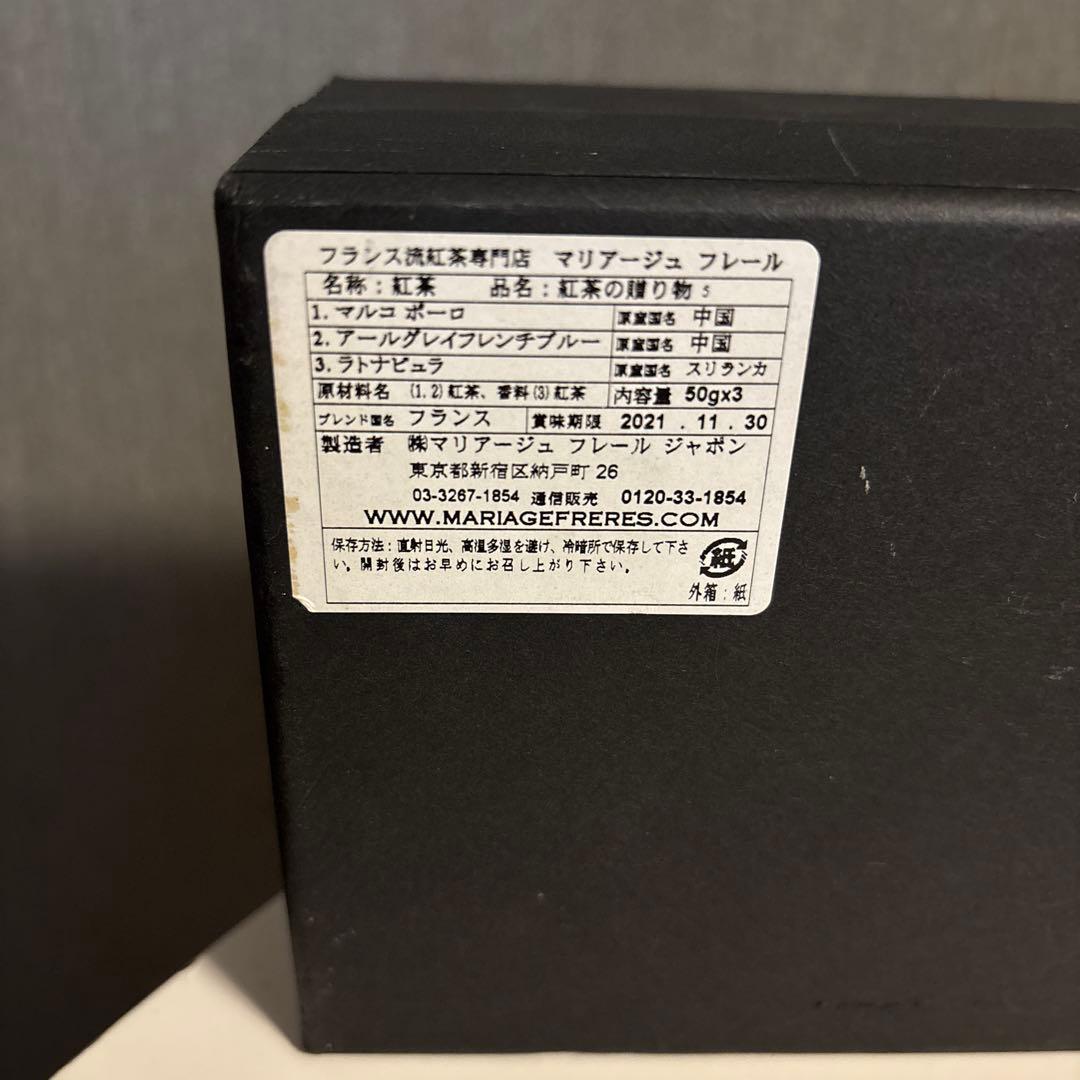 フランス流紅茶専門店　マリアージュ フレール
名称：紅茶　品名：紅茶の贈り物 5
1. マルコ ポーロ 原産国名 中国
2. アールグレイフレンチブルー 原産国名 中国
3. ラトナピュラ 原産国名 スリランカ
原材料名 (1,2)紅茶、香料(3)紅茶 内容量 50gx3
ブレンド国名 フランス 賞味期限 2021 . 11 . 30
製造者 ㈱マリアージュ フレール ジャポン
東京都新宿区納戸町 26
03-3267-1854 通信販売 0120-33-1854
WWW.MARIAGEFRERES.COM
保存方法：直射日光、高温多湿を避け、冷暗所で保存して下さ
い。開封後はお早めにお召し上がり下さい。
紙
外箱：紙